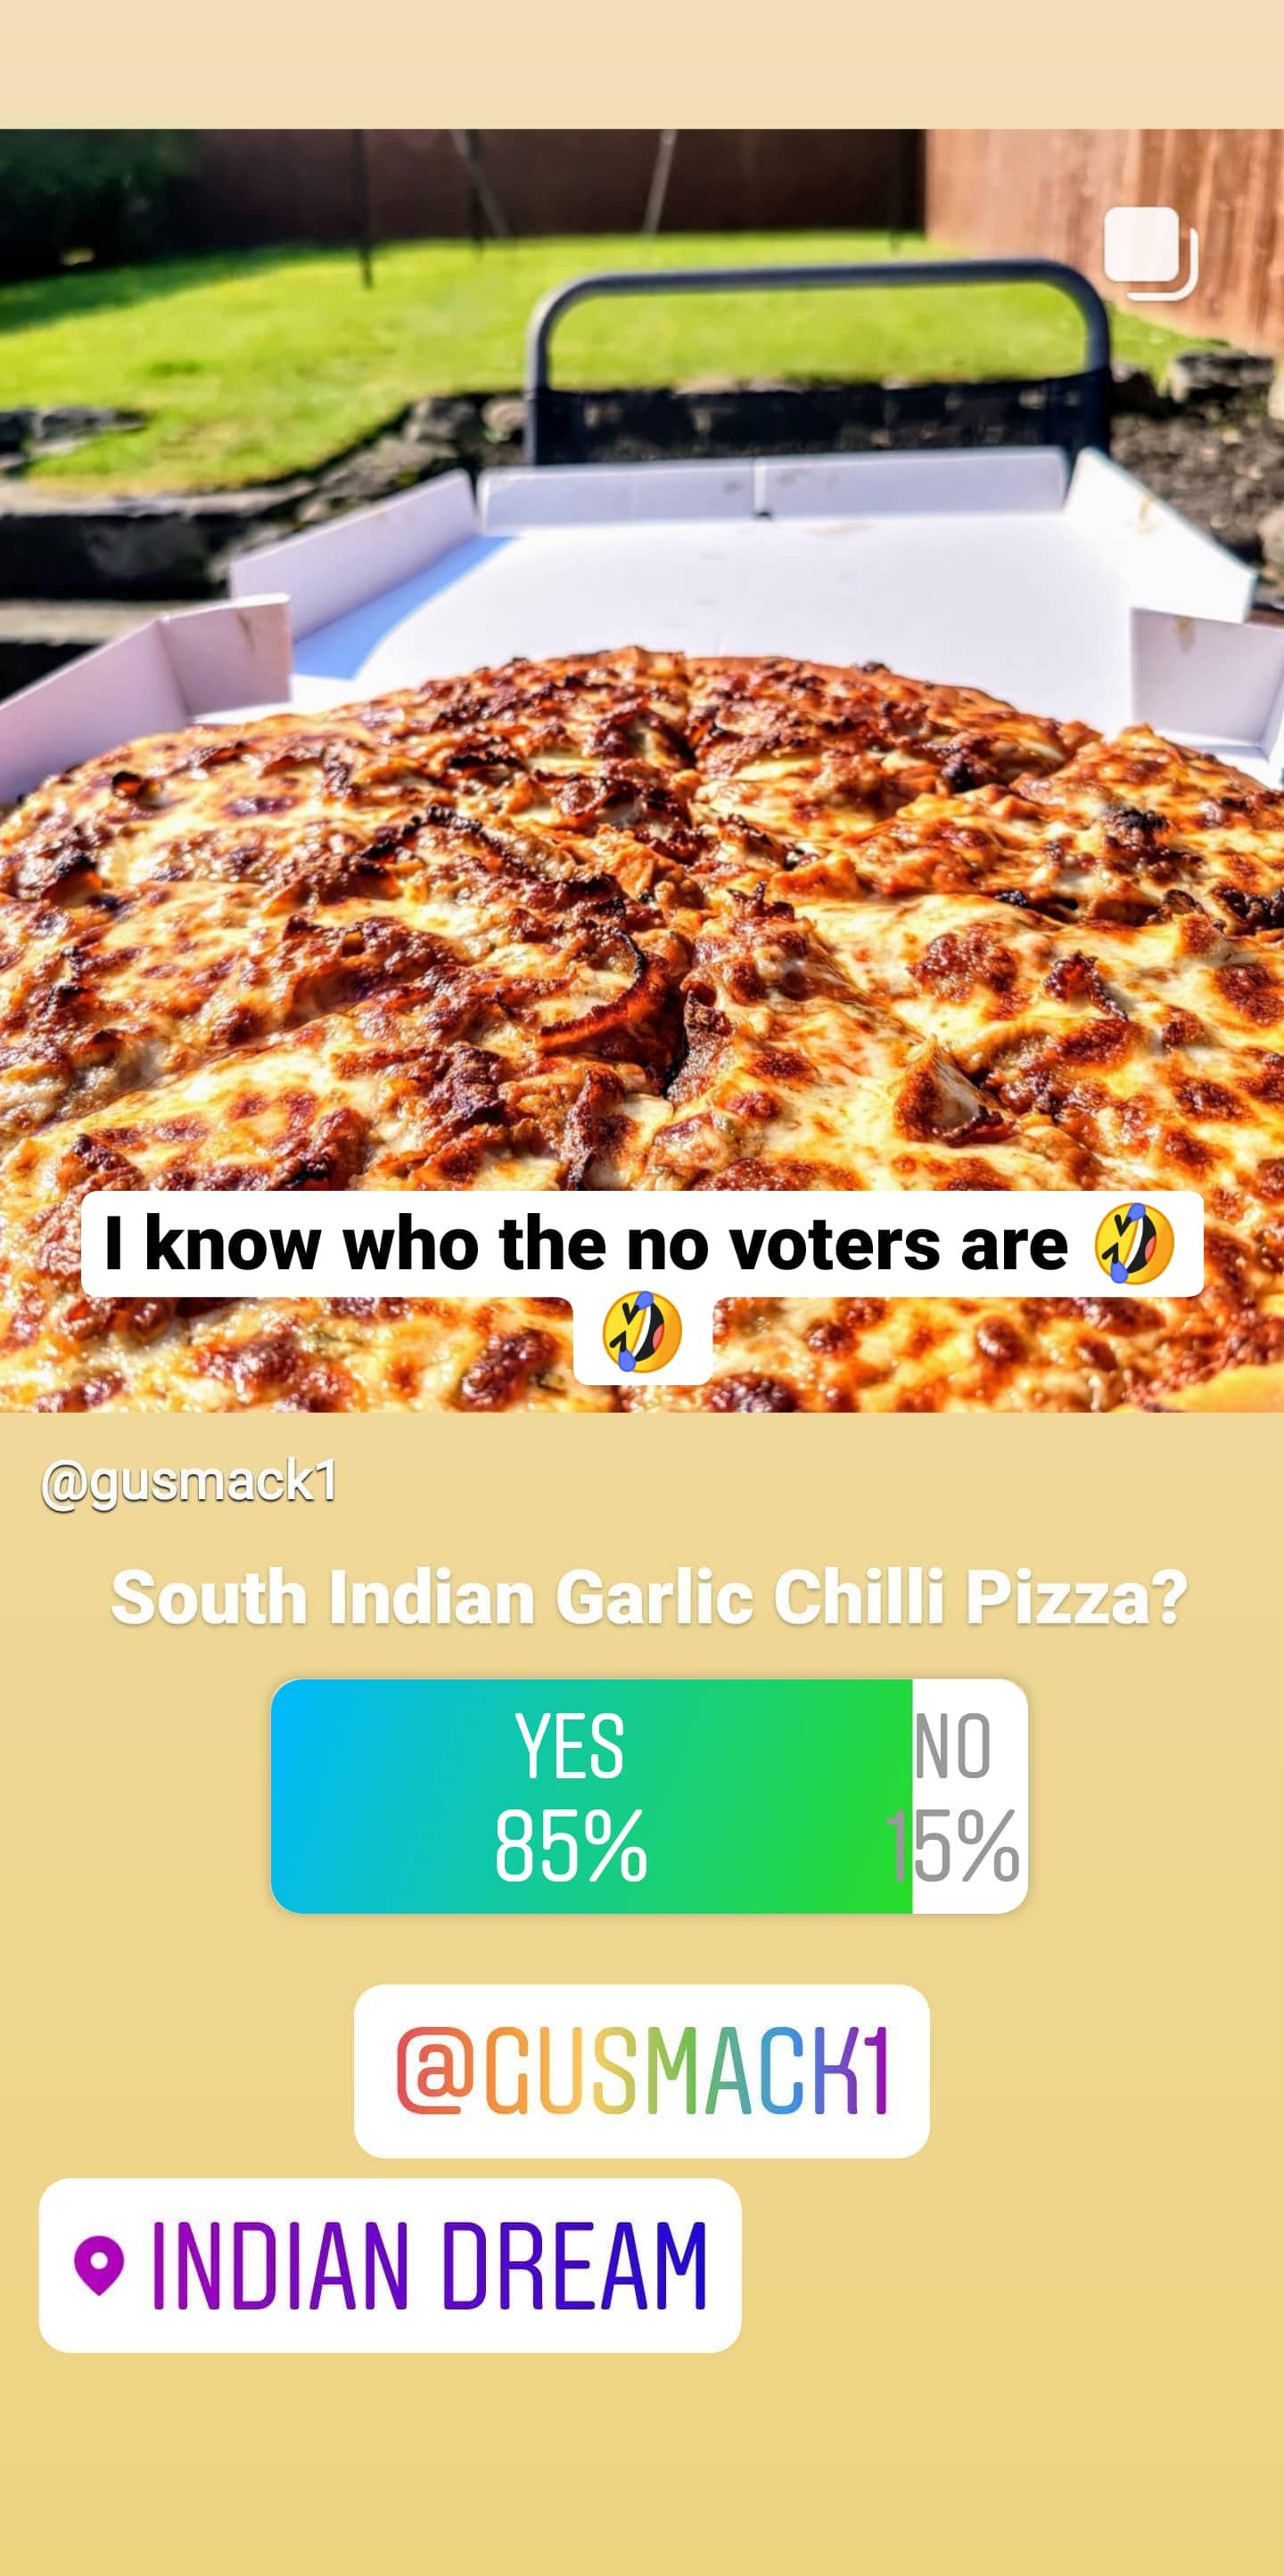 I know who the no voters are 🤣
🤣
@gusmack1
South Indian Garlic Chilli Pizza?
YES NO
85% 15%
@GUSMACK1
INDIAN DREAM